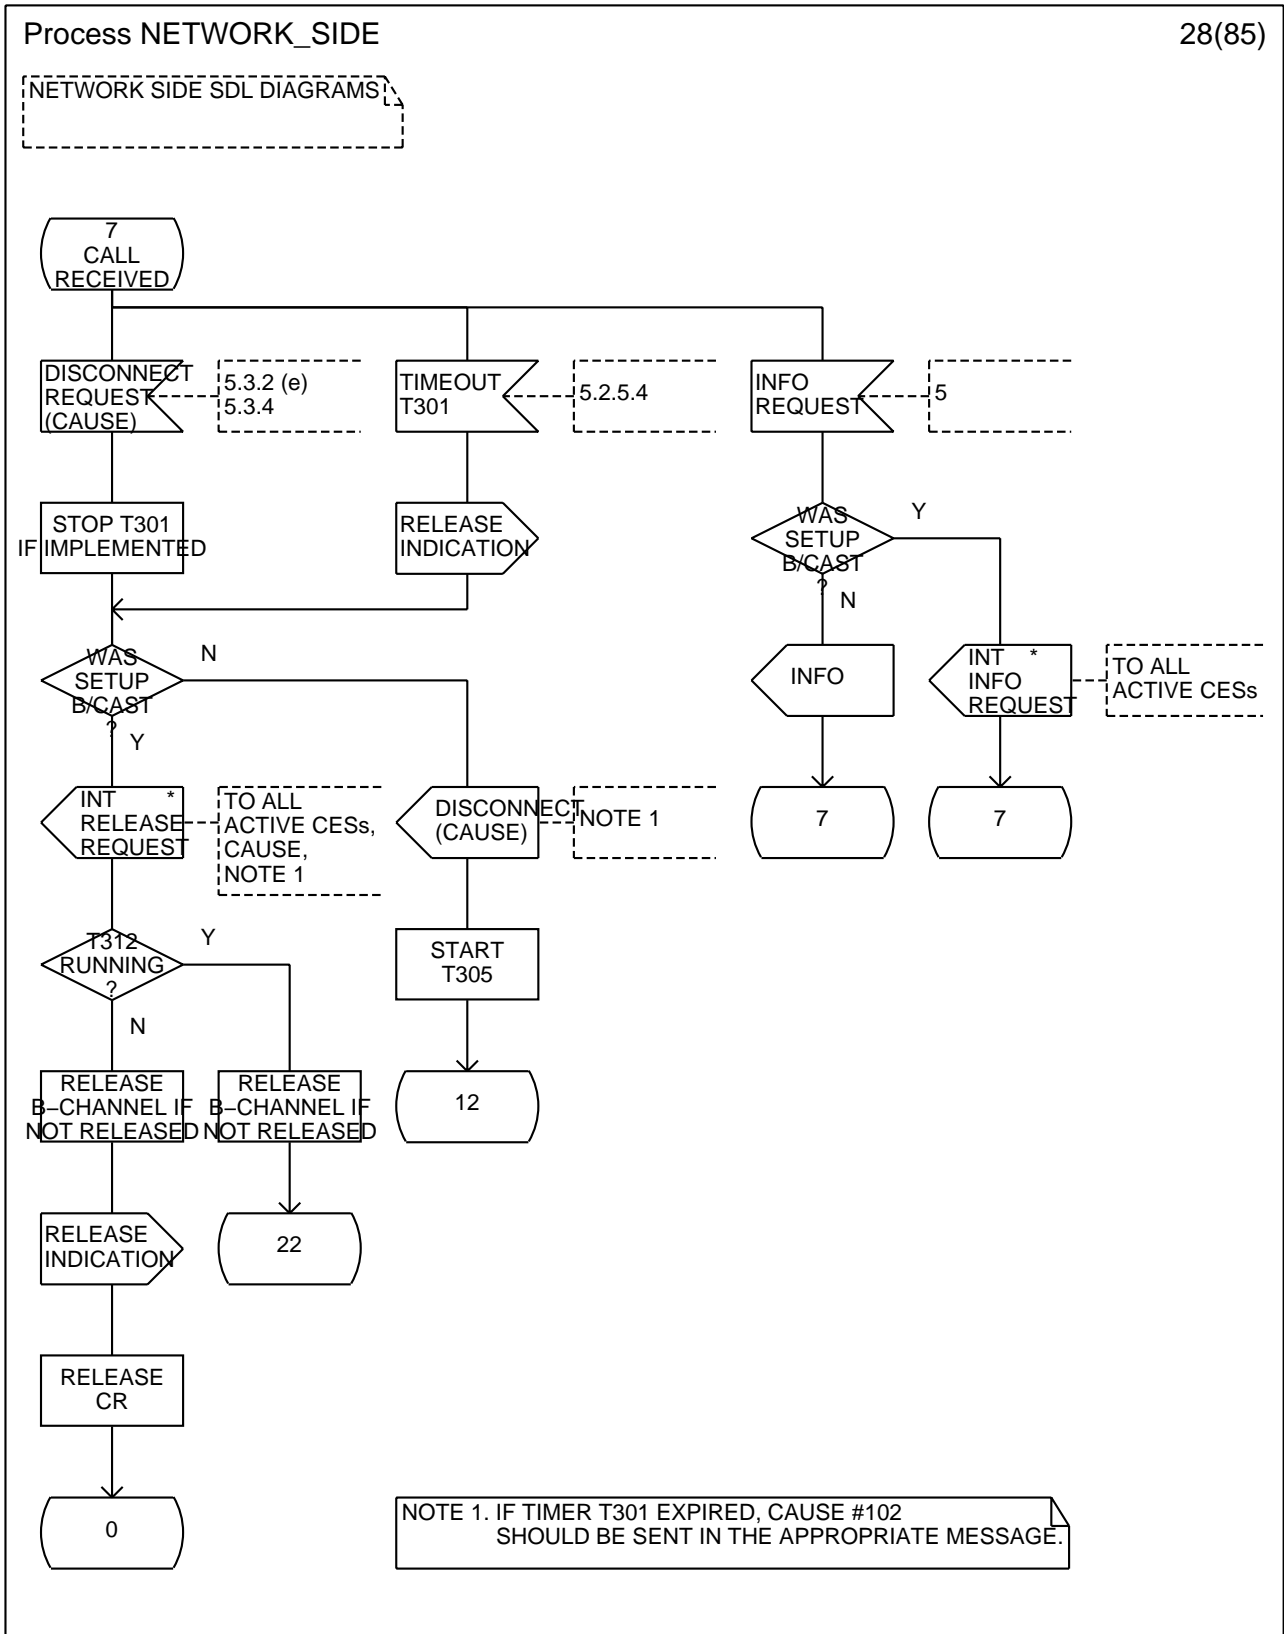 Process NETWORK_SIDE
28(85)
NETWORK SIDE SDL DIAGRAMS
7
CALL
RECEIVED
DISCONNECT
REQUEST
(CAUSE)
5.3.2 (e)
5.3.4
TIMEOUT
T301
5.2.5.4
INFO
REQUEST
5
STOP T301
IF IMPLEMENTED
RELEASE
INDICATION
WAS
SETUP
B/CAST
?
Y
N
WAS
SETUP
B/CAST
?
N
Y
INFO
INT *
INFO
REQUEST
TO ALL
ACTIVE CESs
INT *
RELEASE
REQUEST
TO ALL
ACTIVE CESs,
CAUSE,
NOTE 1
DISCONNECT
(CAUSE)
NOTE 1
7
7
T312
RUNNING
?
Y
N
START
T305
RELEASE
B−CHANNEL IF
NOT RELEASED
RELEASE
B−CHANNEL IF
NOT RELEASED
12
RELEASE
INDICATION
22
RELEASE
CR
0
NOTE 1. IF TIMER T301 EXPIRED, CAUSE #102
SHOULD BE SENT IN THE APPROPRIATE MESSAGE.